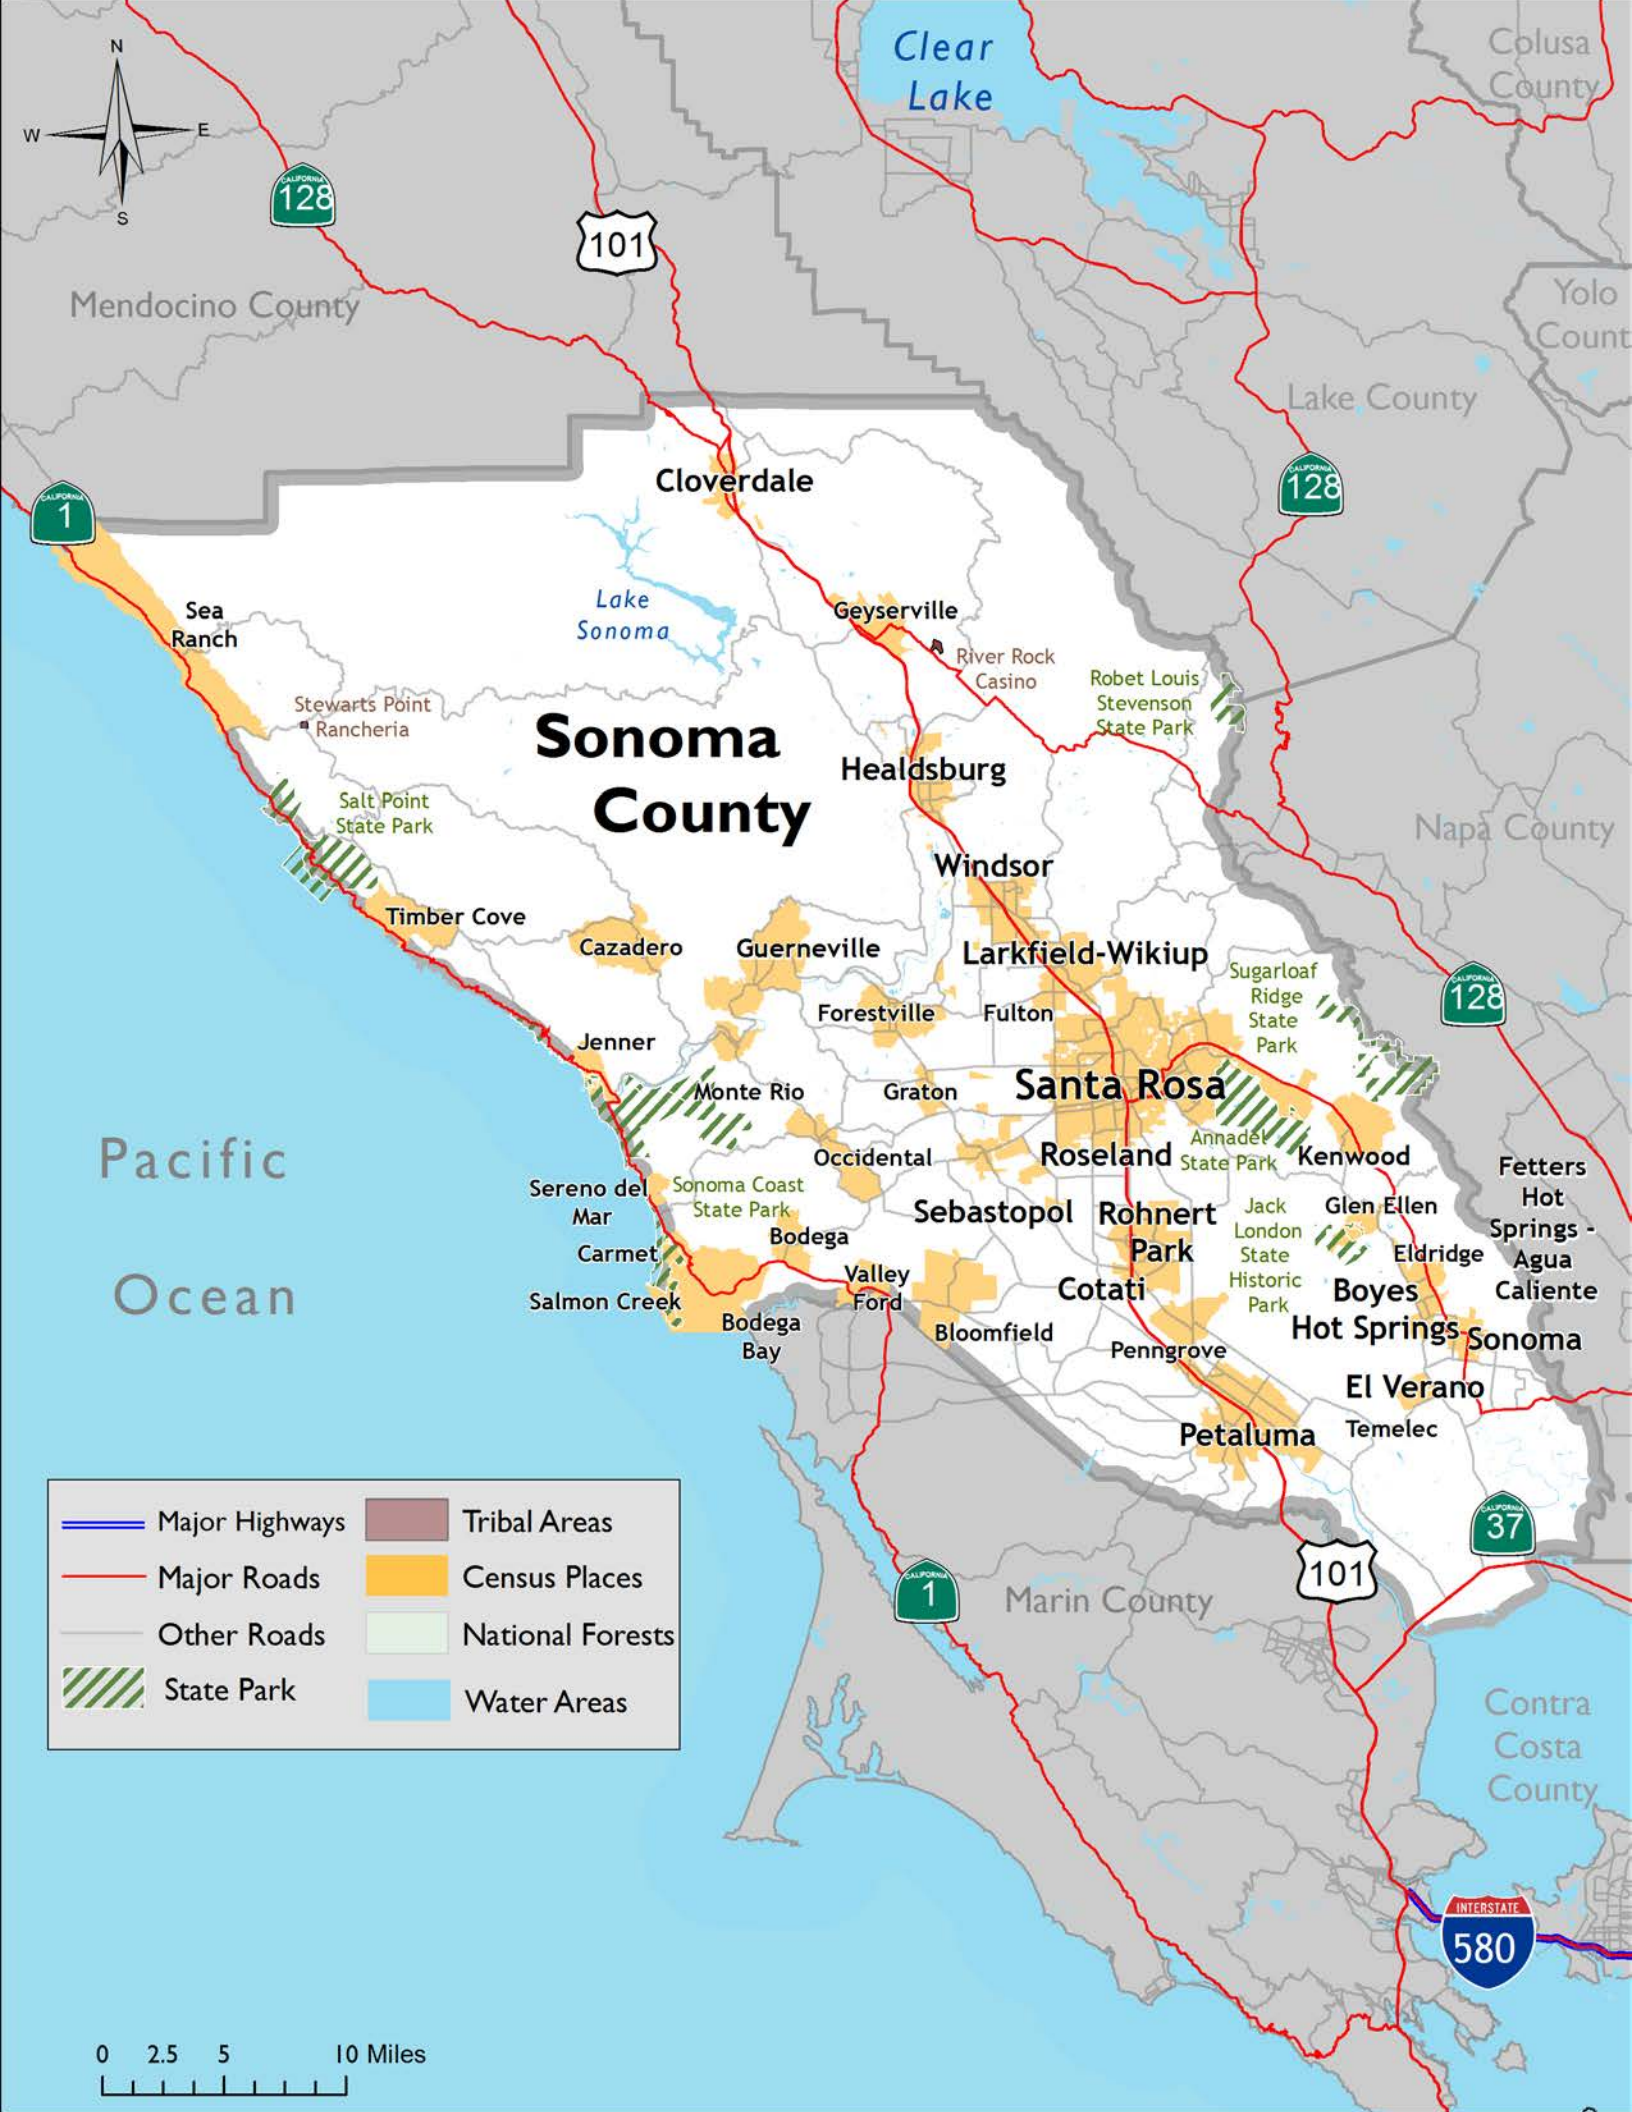 Clear
Lake
Colusa
County
N
W
E
S
CALIFORNIA
128
101
Mendocino County
Yolo
Count
Lake County
CALIFORNIA
128
CALIFORNIA
1
Cloverdale
Lake
Sonoma
Sea
Ranch
Geyserville
River Rock
Casino
Robet Louis
Stevenson
State Park
Stewarts Point
Rancheria
Sonoma
County
Healdsburg
Salt Point
State Park
Napa County
Windsor
Timber Cove
Cazadero
Guerneville
Larkfield-Wikiup
Sugarloaf
Ridge
State
Park
CALIFORNIA
128
Forestville
Fulton
Jenner
Monte Rio
Graton
Santa Rosa
Pacific
Ocean
Occidental
Roseland
Annadel
State Park
Kenwood
Fetters
Hot
Springs -
Agua
Caliente
Sereno del
Mar
Sonoma Coast
State Park
Sebastopol
Rohnert
Park
Jack
London
State
Historic
Park
Glen Ellen
Bodega
Carmet
Eldridge
Valley
Ford
Cotati
Boyes
Hot Springs
Salmon Creek
Bodega
Bay
Bloomfield
Penngrove
Sonoma
El Verano
Petaluma
Temelec
CALIFORNIA
37
101
CALIFORNIA
1
Marin County
Major Highways
Major Roads
Other Roads
State Park
Tribal Areas
Census Places
National Forests
Water Areas
Contra
Costa
County
INTERSTATE
580
0 2.5 5 10 Miles